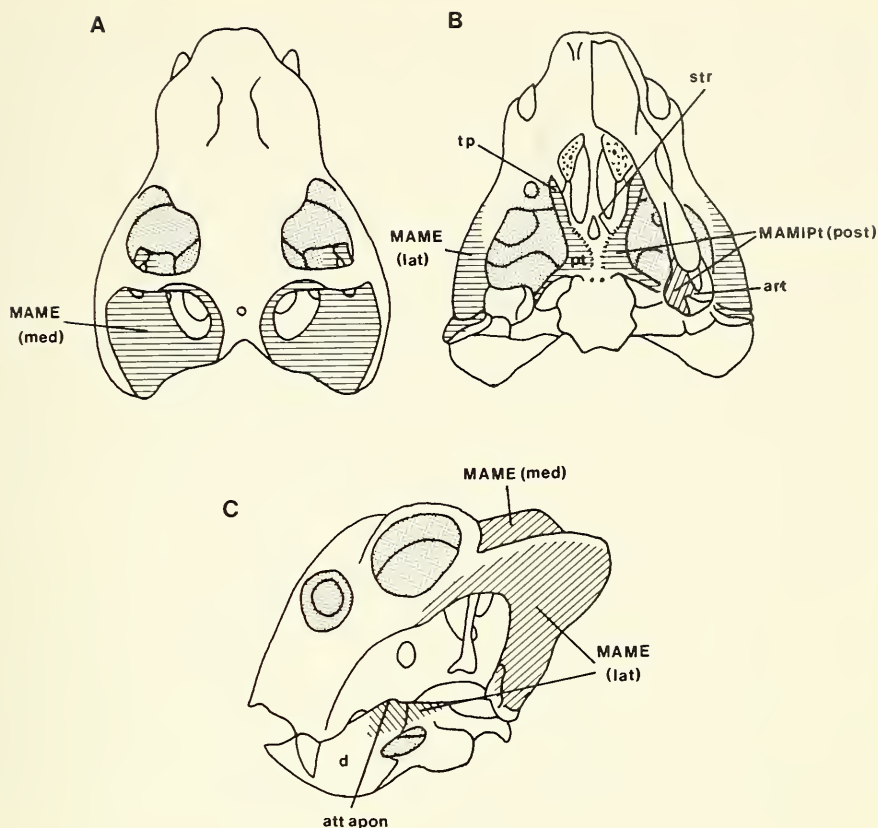 A
B
str
tp
MAME
(lat)
MAMIPt (post)
pt
art
MAME
(med)
MAME (med)
C
MAME
(lat)
d
att apon